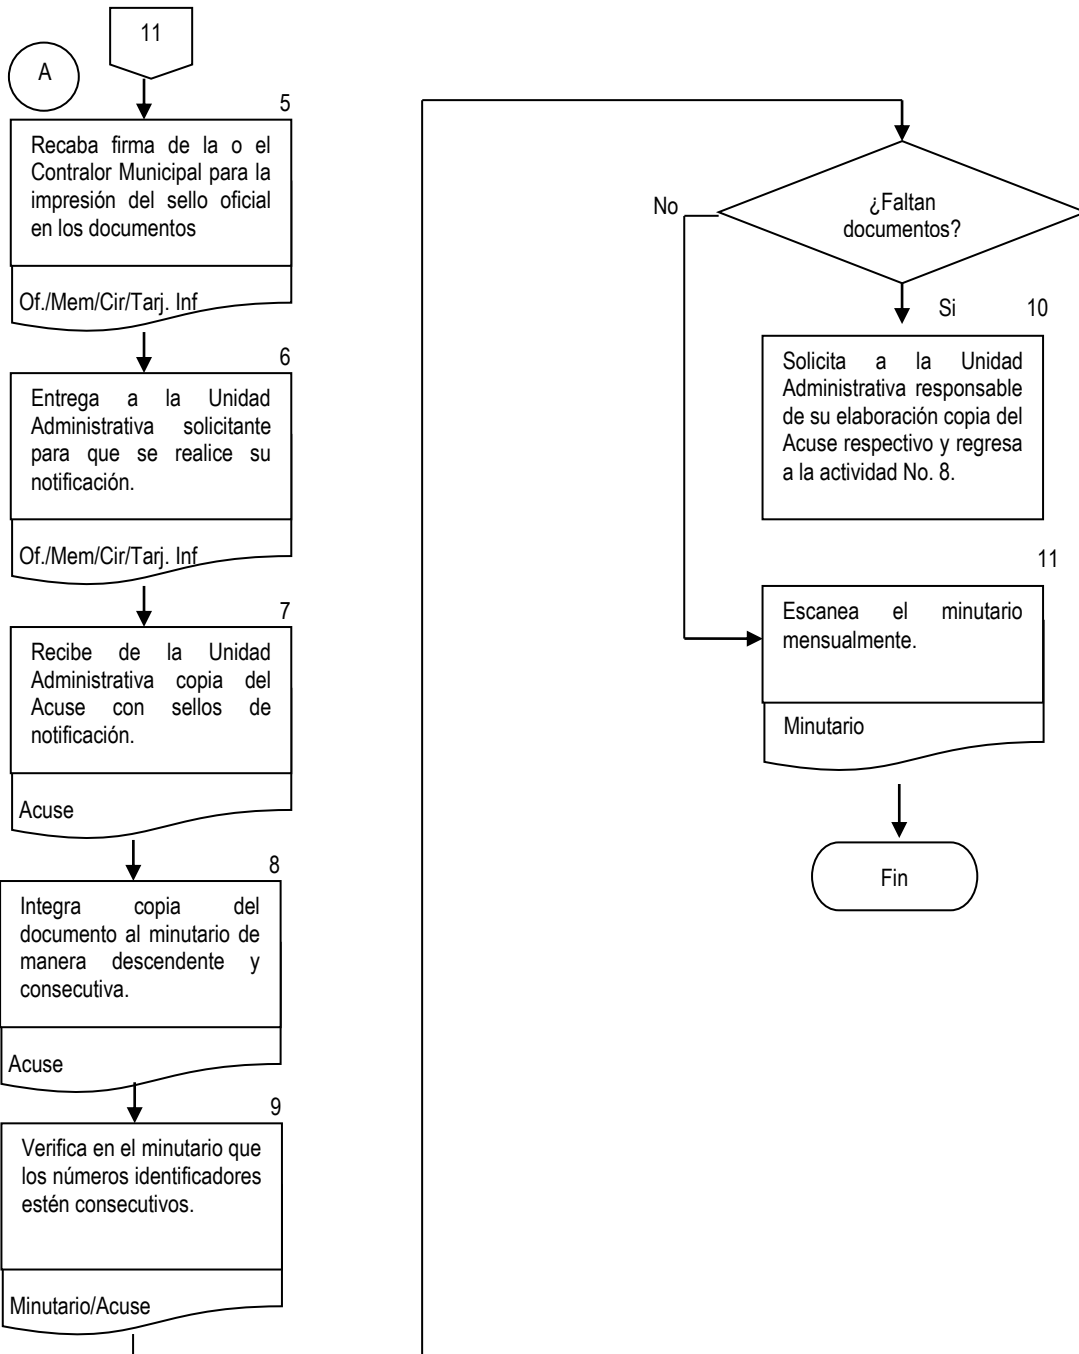 11
A
5
Recaba firma de la o el
Contralor Municipal para la
impresión del sello oficial
en los documentos
Of./Mem/Cir/Tarj. Inf
6
Entrega a la Unidad
Administrativa solicitante
para que se realice su
notificación.
Of./Mem/Cir/Tarj. Inf
7
Recibe de la Unidad
Administrativa copia del
Acuse con sellos de
notificación.
Acuse
8
Integra copia del
documento al minutario de
manera descendente y
consecutiva.
Acuse
9
Verifica en el minutario que
los números identificadores
estén consecutivos.
Minutario/Acuse
No
¿Faltan
documentos?
Si
10
Solicita a la Unidad
Administrativa responsable
de su elaboración copia del
Acuse respectivo y regresa
a la actividad No. 8.
11
Escanea el minutario
mensualmente.
Minutario
Fin